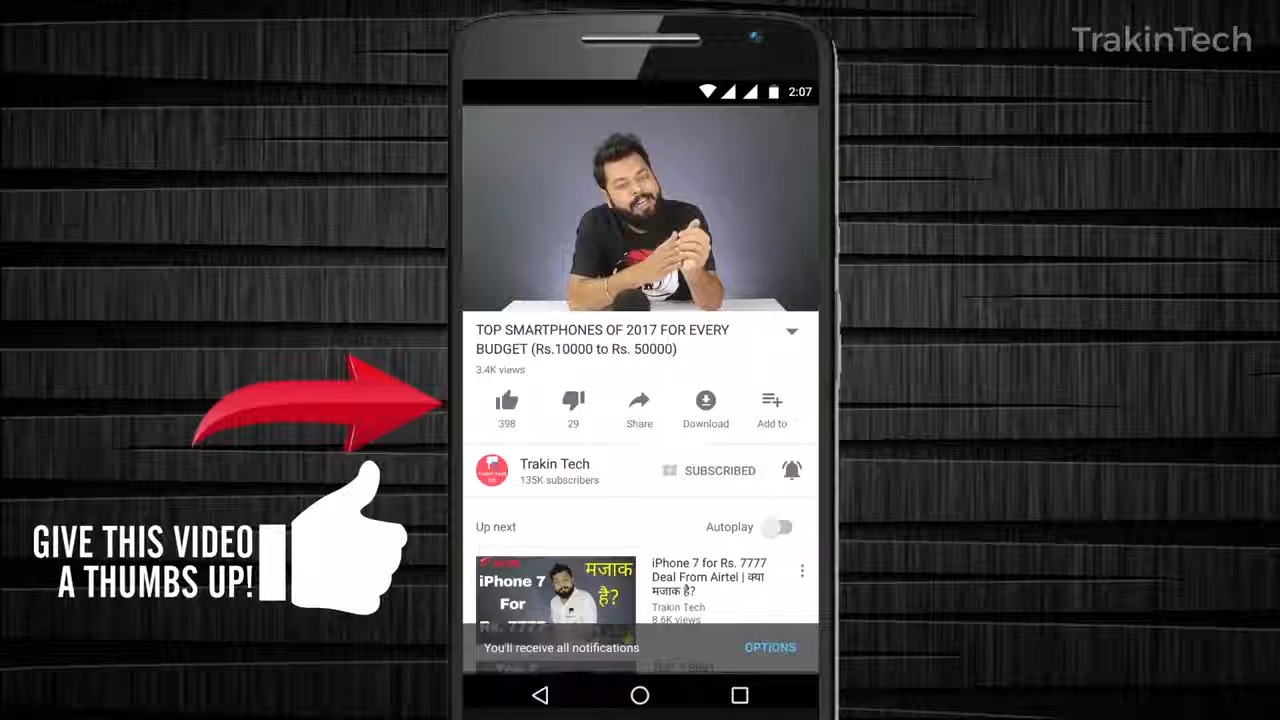 TrakinTech
2:07
TOP SMARTPHONES OF 2017 FOR EVERY
BUDGET (Rs.10000 to Rs. 50000)
3.4K views
398
29
Share
Download
Add to
Trakin Tech
135K subscribers
SUBSCRIBED
Up next
Autoplay
iPhone 7
For
Rs. 7777
मजाक
है?
iPhone 7 for Rs. 7777
Deal From Airtel | क्या
मजाक है?
Trakin Tech
8.6K views
You'll receive all notifications
OPTIONS
GIVE THIS VIDEO
A THUMBS UP!